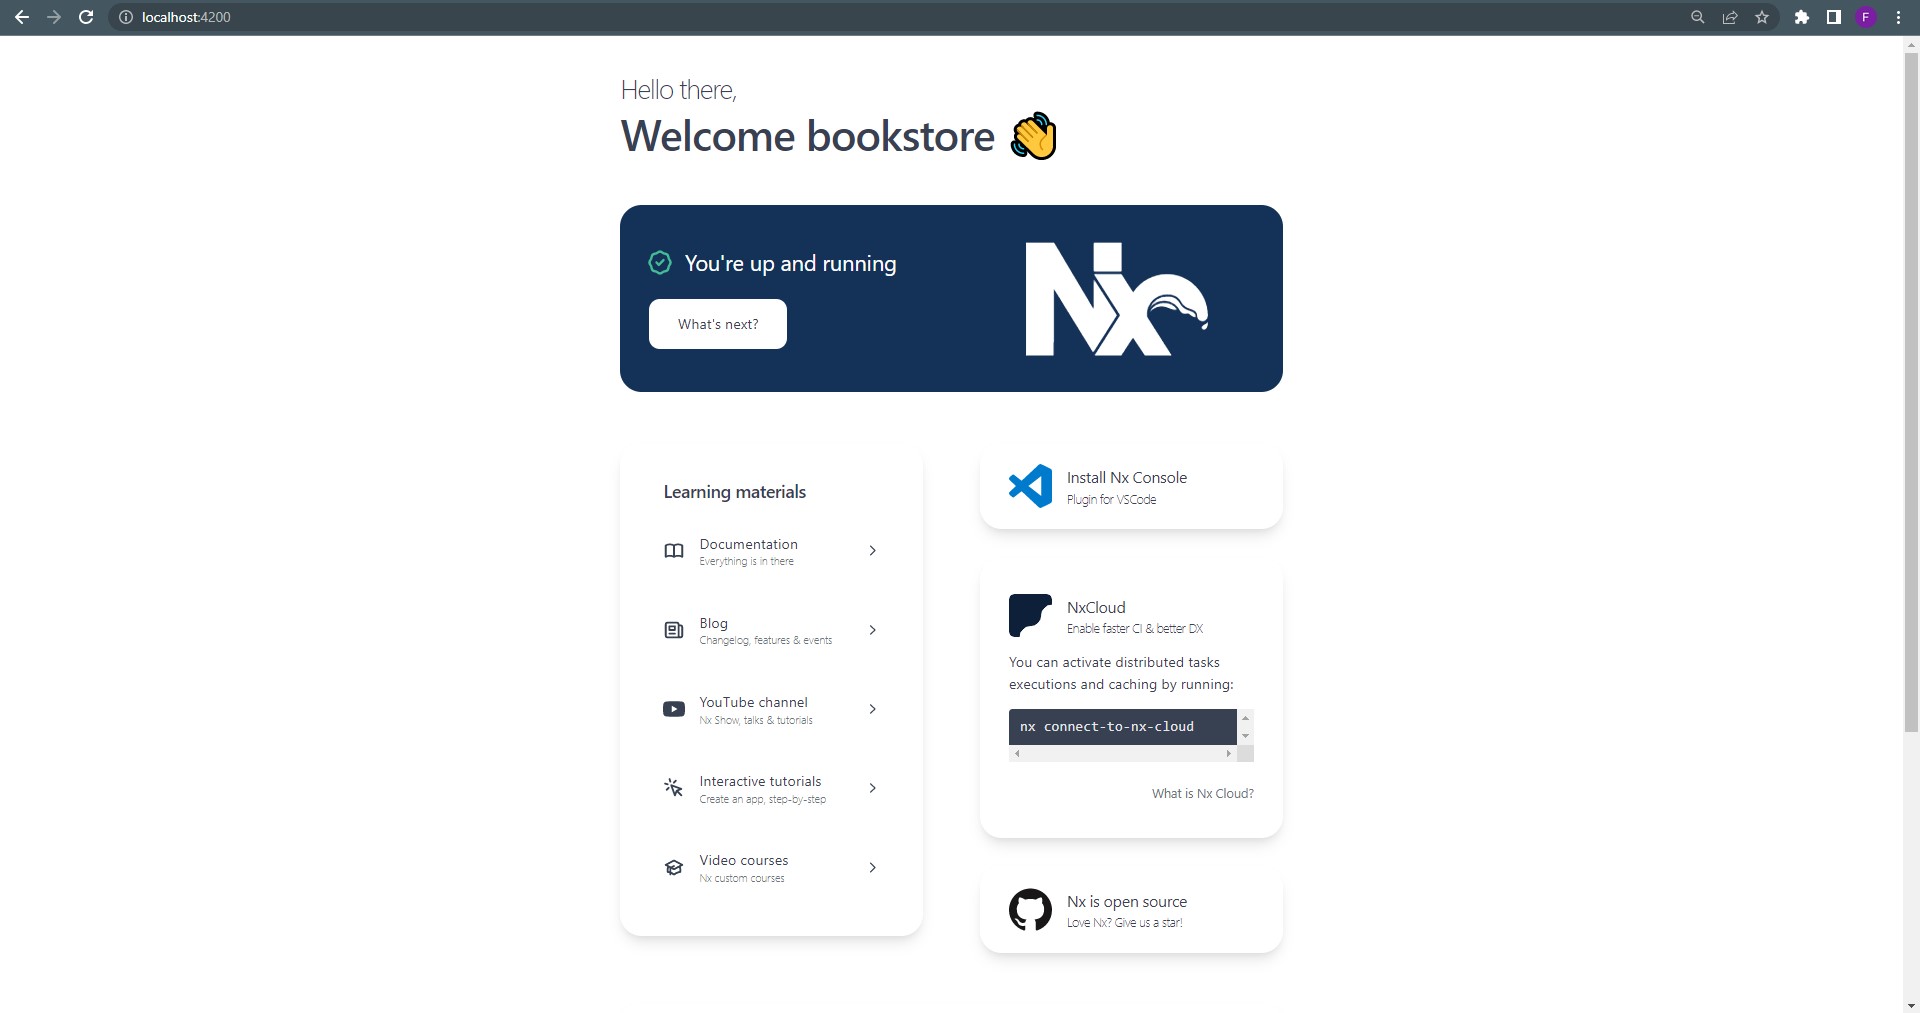 localhost:4200
F
Hello there,
Welcome bookstore 👋
You're up and running
What's next?
Nx
Learning materials
Documentation
Everything is in there
Blog
Changelog, features & events
YouTube channel
Nx Show, talks & tutorials
Interactive tutorials
Create an app, step-by-step
Video courses
Nx custom courses
Install Nx Console
Plugin for VSCode
NxCloud
Enable faster CI & better DX
You can activate distributed tasks
executions and caching by running:
nx connect-to-nx-cloud
What is Nx Cloud?
Nx is open source
Love Nx? Give us a star!